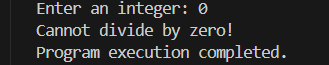 Enter an integer: 0
Cannot divide by zero!
Program execution completed.